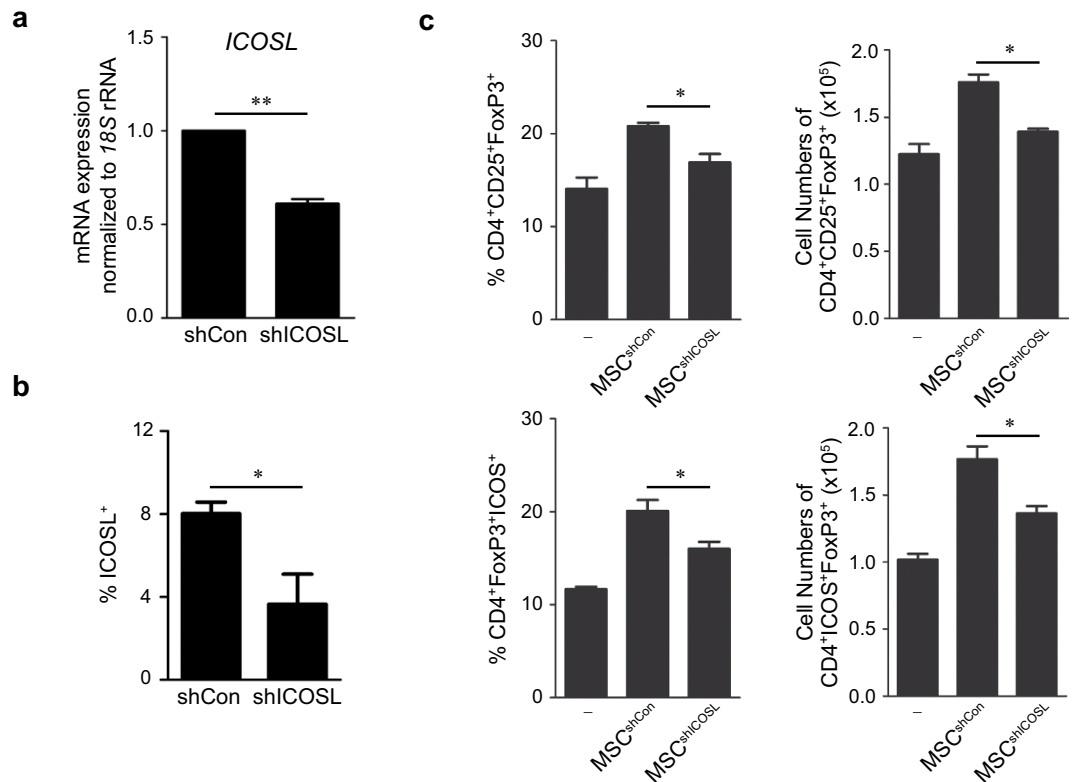 a
ICOSL
mRNA expression
normalized to 18S rRNA
1.5
1.0
0.5
0.0
**
shCon shICOSL
b
% ICOSL⁺
12
8
4
0
*
shCon shICOSL
c
% CD4⁺CD25⁺FoxP3⁺
30
20
10
0
*
–
MSCshCon
MSCshICOSL
Cell Numbers of
CD4⁺CD25⁺FoxP3⁺ (x10⁵)
2.0
1.5
1.0
0.5
0.0
*
–
MSCshCon
MSCshICOSL
% CD4⁺FoxP3⁺ICOS⁺
30
20
10
0
*
–
MSCshCon
MSCshICOSL
Cell Numbers of
CD4⁺ICOS⁺FoxP3⁺ (x10⁵)
2.0
1.5
1.0
0.5
0.0
*
–
MSCshCon
MSCshICOSL